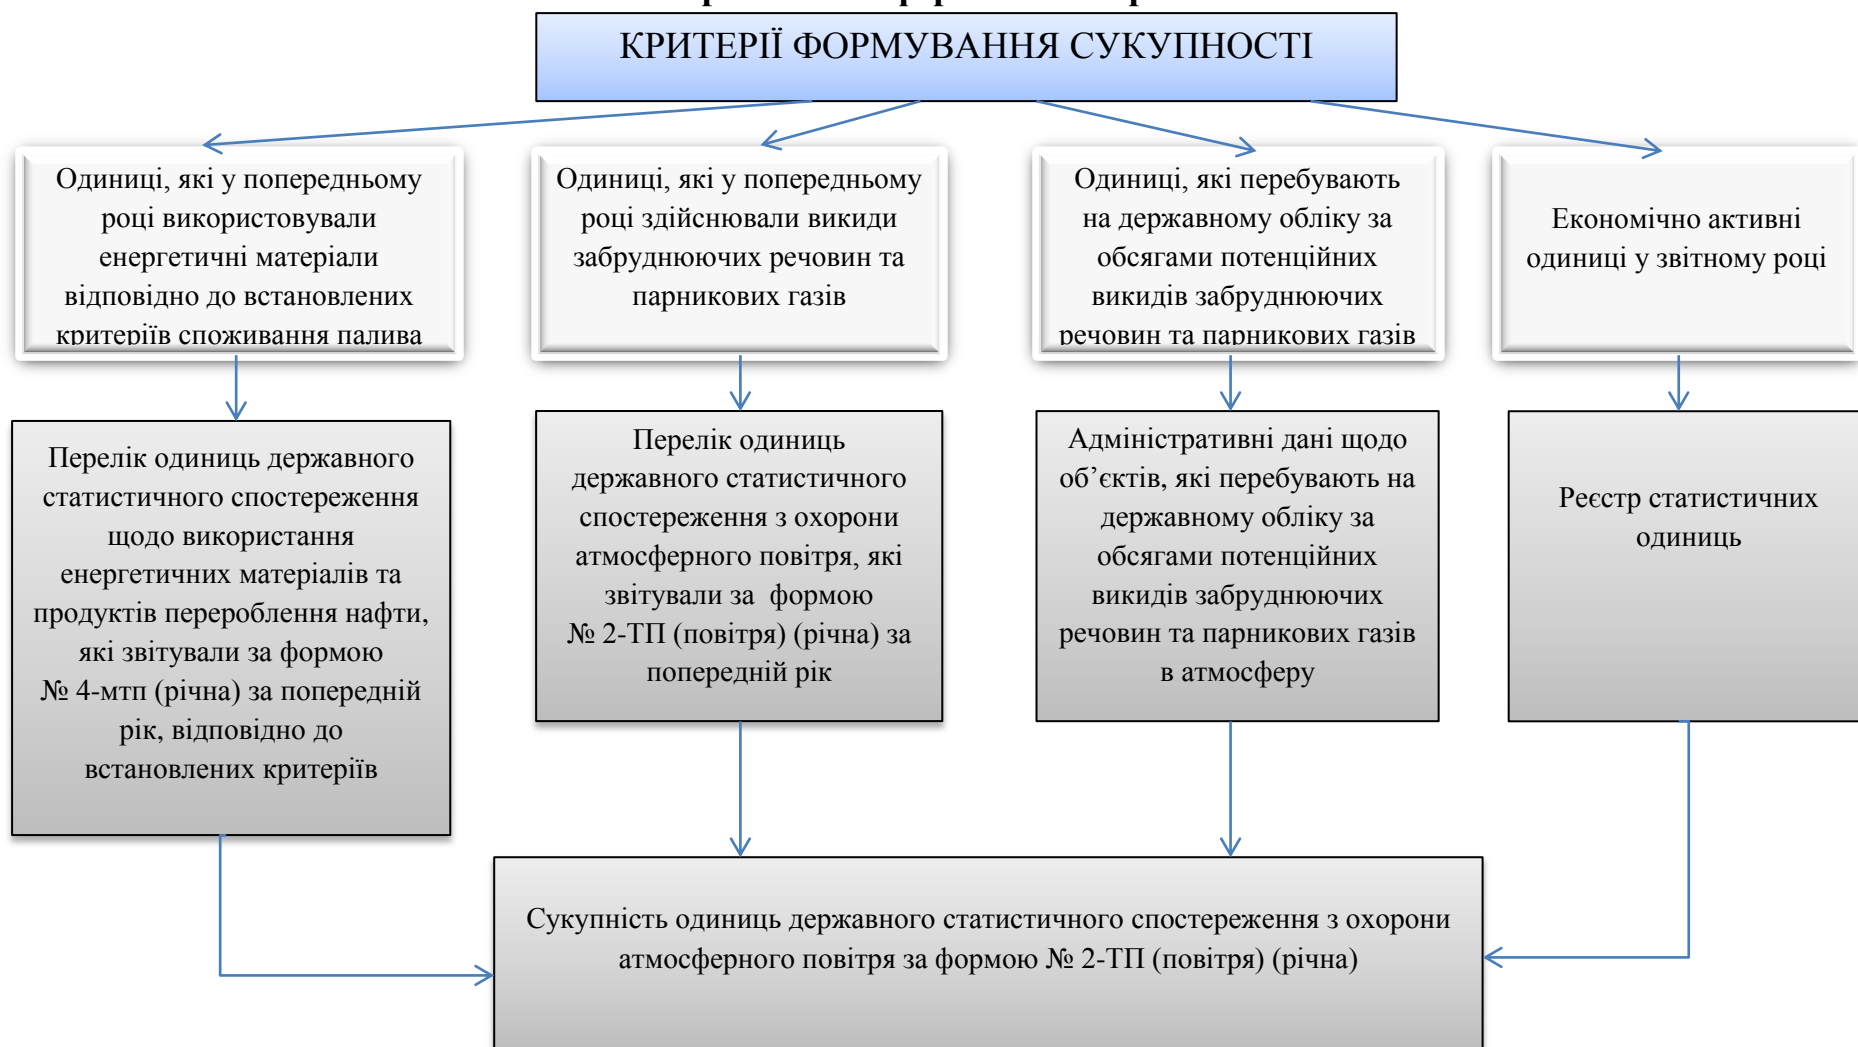 КРИТЕРІЇ ФОРМУВАННЯ СУКУПНОСТІ
Одиниці, які у попередньому
році використовували
енергетичні матеріали
відповідно до встановлених
критеріїв споживання палива
Одиниці, які у попередньому
році здійснювали викиди
забруднюючих речовин та
парникових газів
Одиниці, які перебувають
на державному обліку за
обсягами потенційних
викидів забруднюючих
речовин та парникових газів
Економічно активні
одиниці у звітному році
Перелік одиниць державного
статистичного спостереження
щодо використання
енергетичних матеріалів та
продуктів перероблення нафти,
які звітували за формою
№ 4-мтп (річна) за попередній
рік, відповідно до
встановлених критеріїв
Перелік одиниць
державного статистичного
спостереження з охорони
атмосферного повітря, які
звітували за формою
№ 2-ТП (повітря) (річна) за
попередній рік
Адміністративні дані щодо
об’єктів, які перебувають на
державному обліку за
обсягами потенційних
викидів забруднюючих
речовин та парникових газів
в атмосферу
Реєстр статистичних
одиниць
Сукупність одиниць державного статистичного спостереження з охорони
атмосферного повітря за формою № 2-ТП (повітря) (річна)